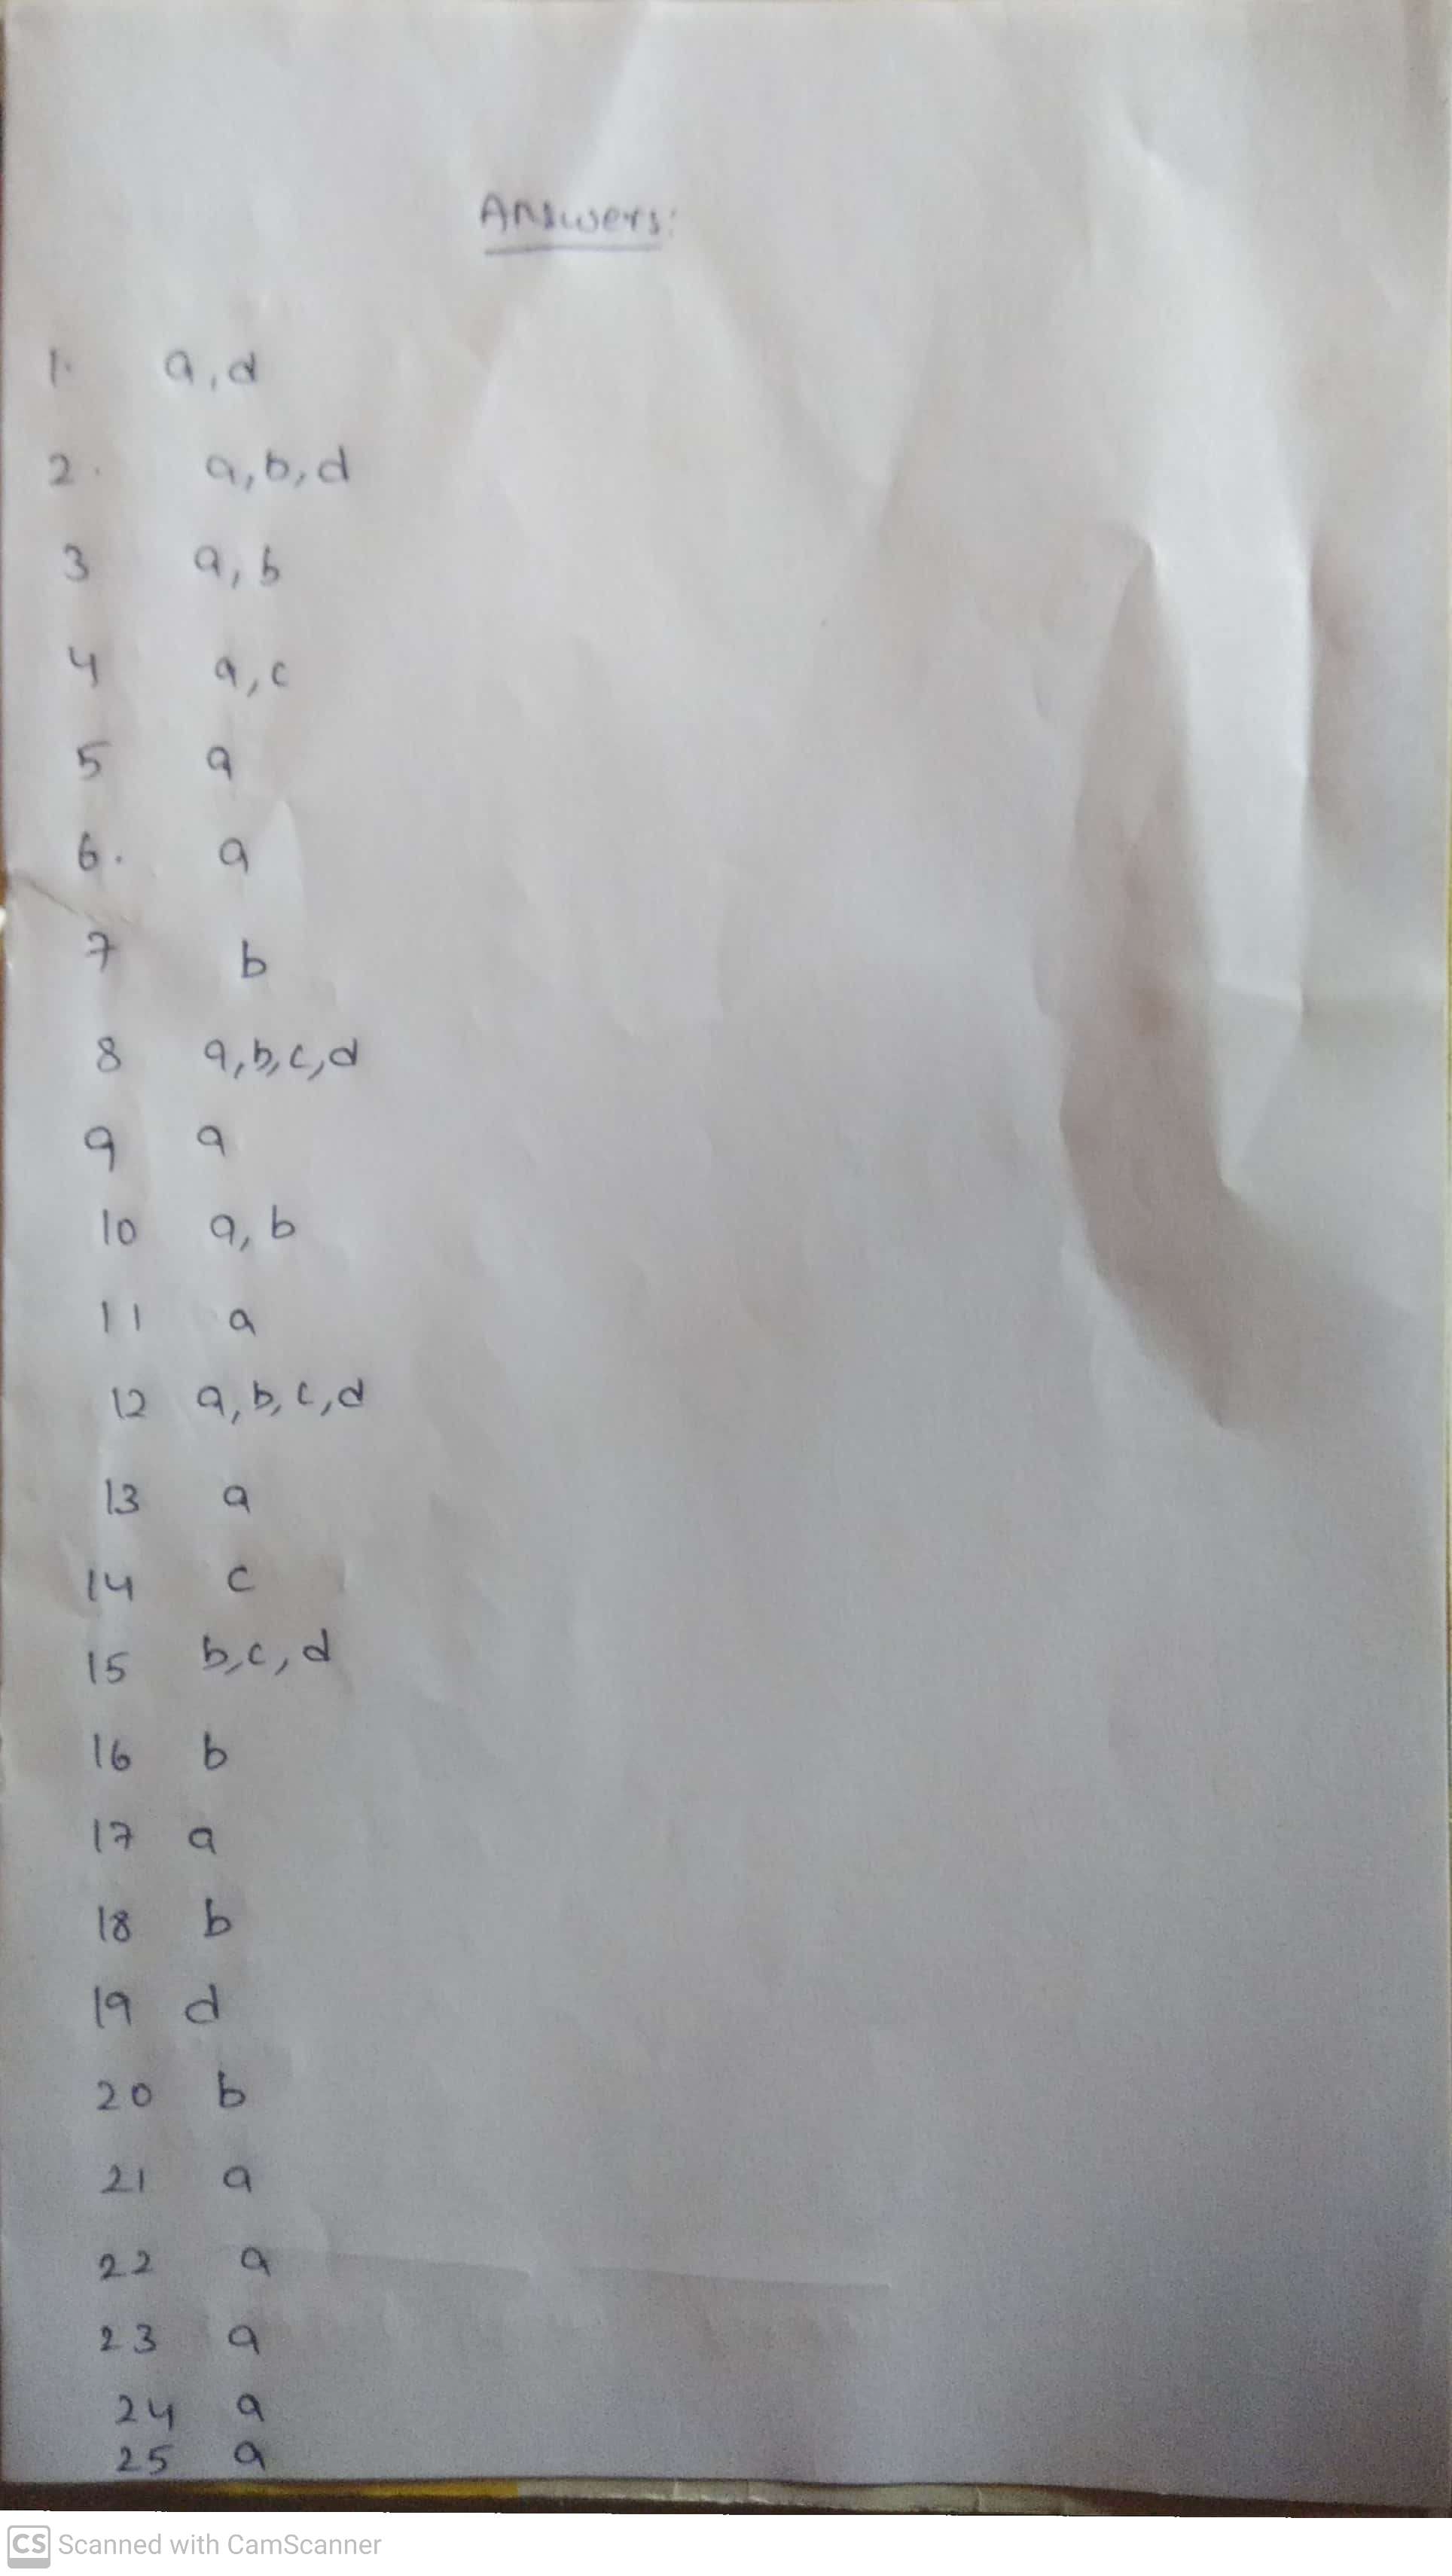 Answers:
1. a,d
2. a,b,d
3 a,b
4 a,c
5 a
6. a
7 b
8 a,b,c,d
9 a
10 a,b
11 a
12 a,b,c,d
13 a
14 c
15 b,c,d
16 b
17 a
18 b
19 d
20 b
21 a
22 a
23 a
24 a
25 a
CS Scanned with CamScanner